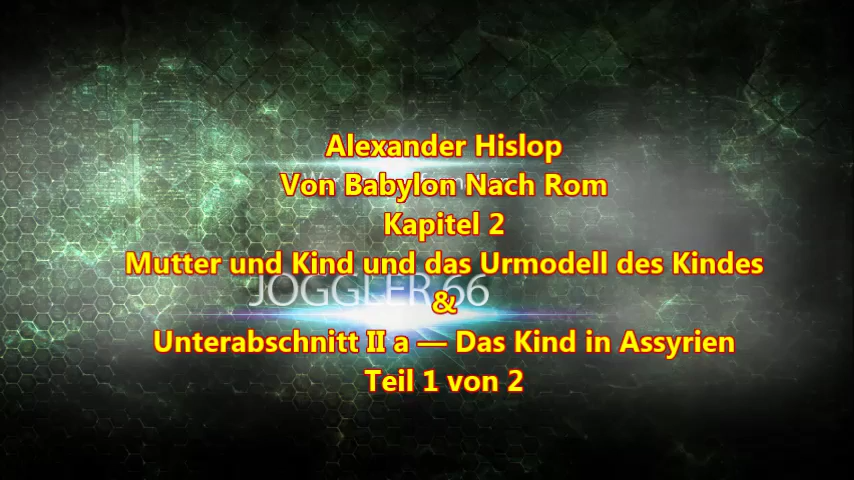 Alexander Hislop
Von Babylon Nach Rom
Kapitel 2
Mutter und Kind und das Urmodell des Kindes
JOGGLER 66
&
Unterabschnitt II a — Das Kind in Assyrien
Teil 1 von 2